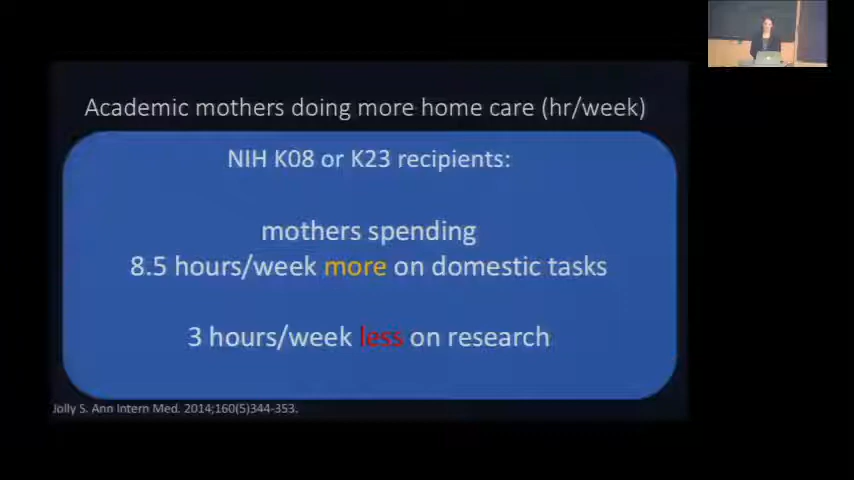 Academic mothers doing more home care (hr/week)
NIH K08 or K23 recipients:
mothers spending
8.5 hours/week more on domestic tasks
3 hours/week less on research
Jolly S. Ann Intern Med. 2014;160(5)344-353.